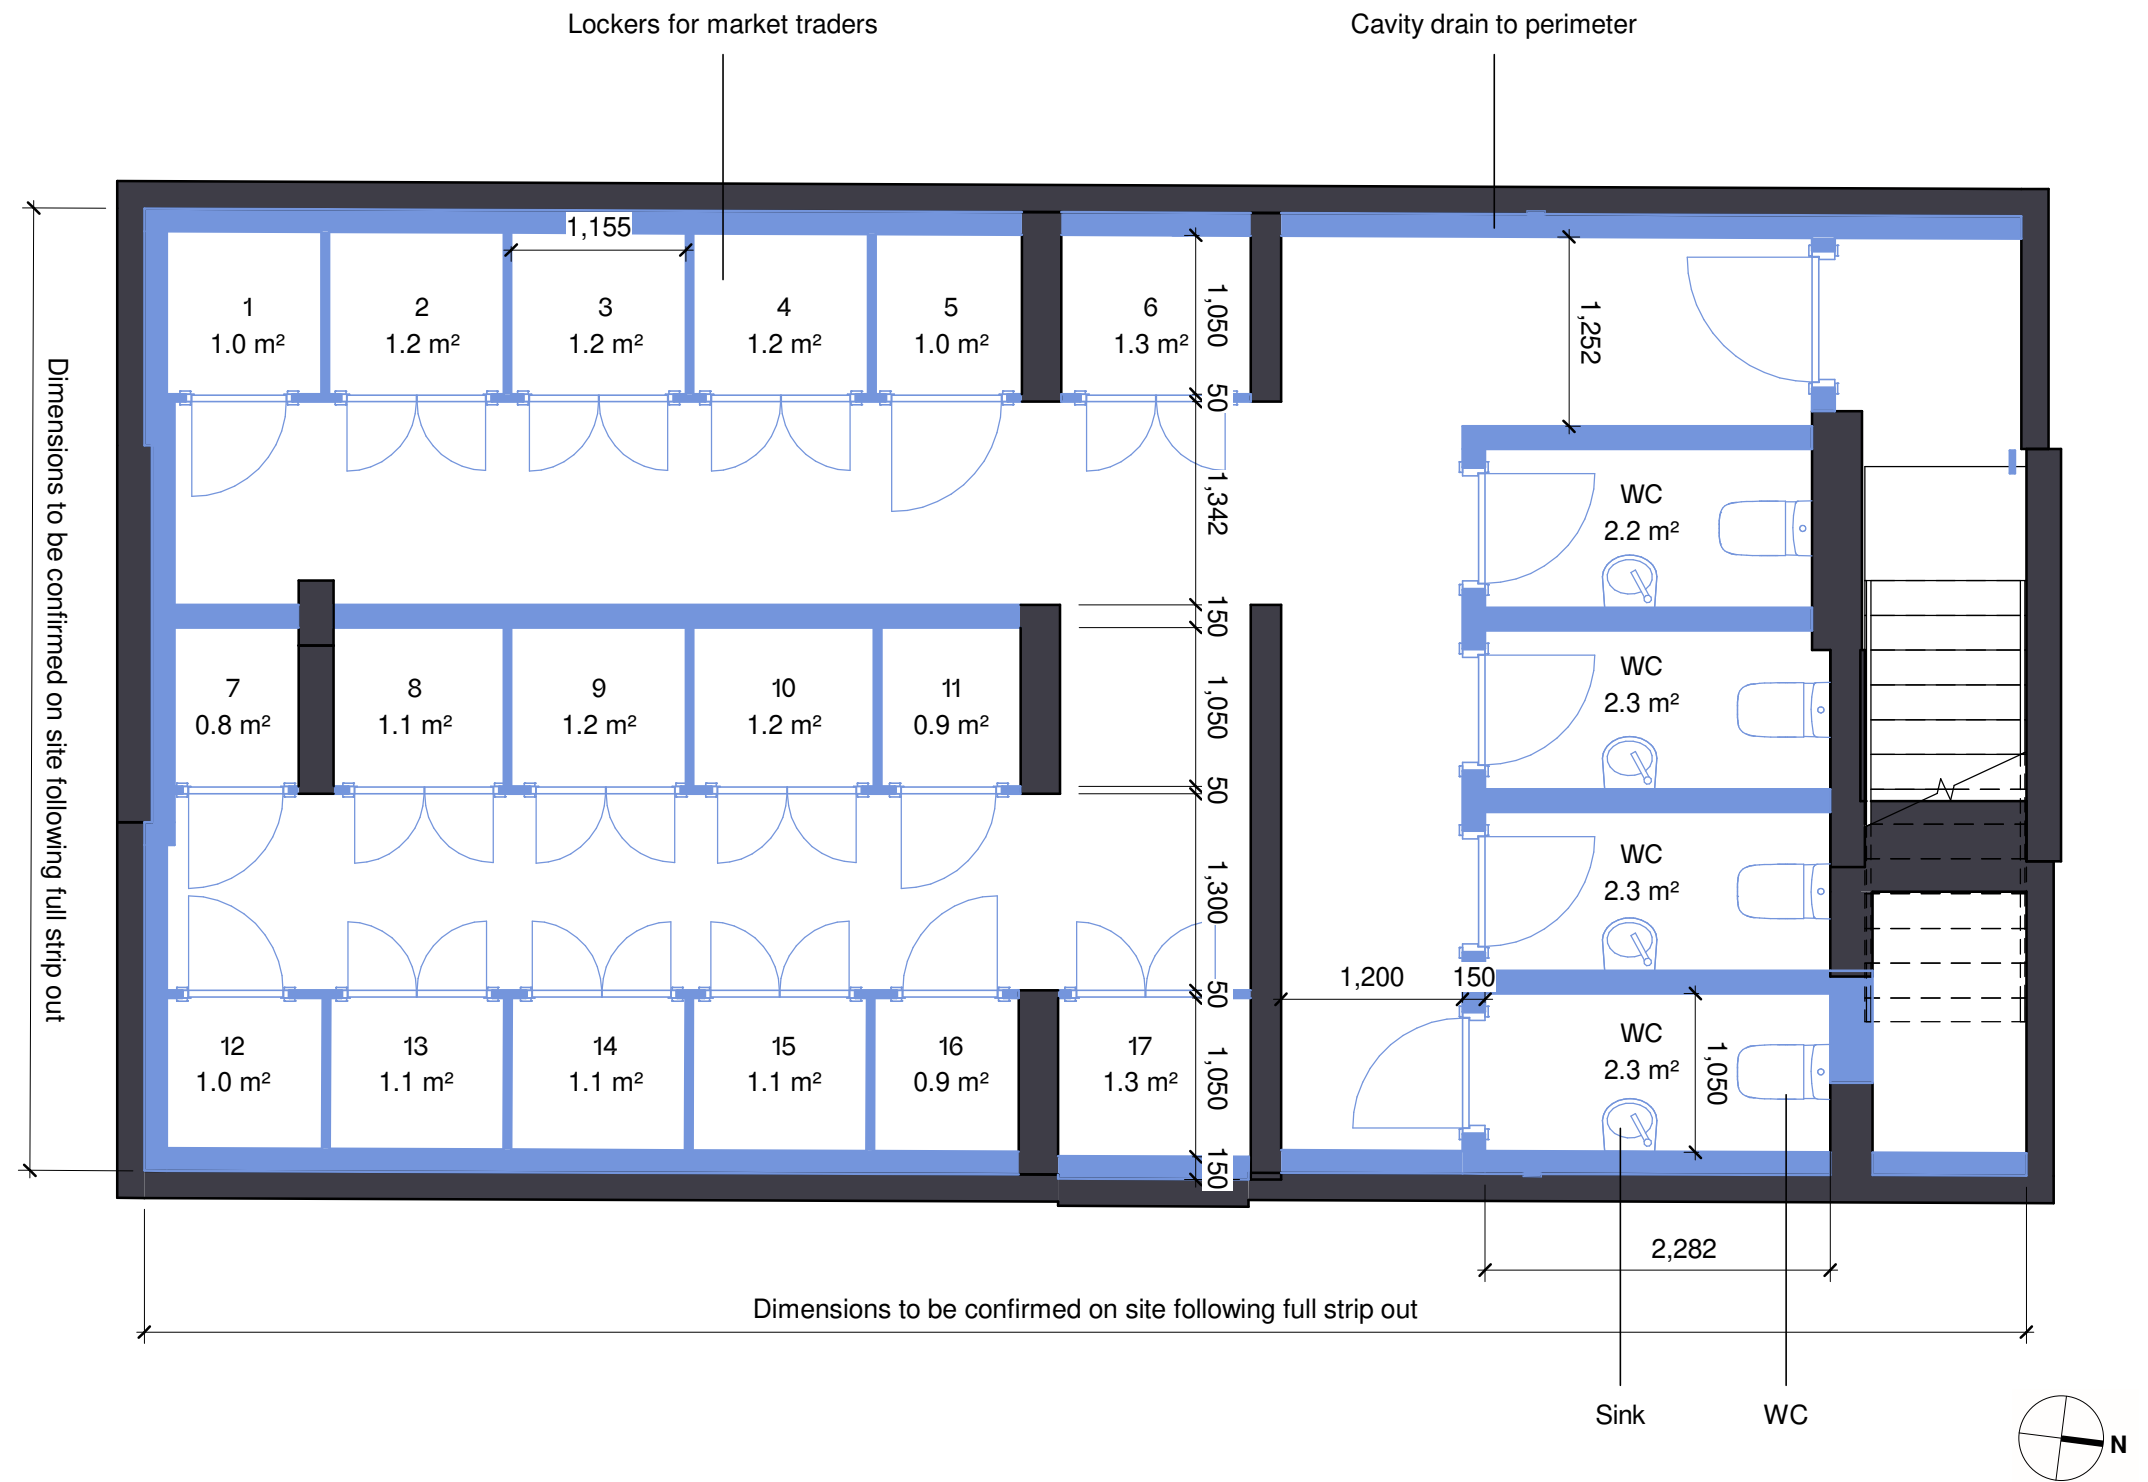 Lockers for market traders
Cavity drain to perimeter
1,155
1
1.0 m²
2
1.2 m²
3
1.2 m²
4
1.2 m²
5
1.0 m²
6
1.3 m²
1,050
50
1,342
150
1,050
50
1,300
50
1,050
150
1,252
Dimensions to be confirmed on site following full strip out
WC
2.2 m²
WC
2.3 m²
WC
2.3 m²
WC
2.3 m²
7
0.8 m²
8
1.1 m²
9
1.2 m²
10
1.2 m²
11
0.9 m²
1,200
150
1,050
12
1.0 m²
13
1.1 m²
14
1.1 m²
15
1.1 m²
16
0.9 m²
17
1.3 m²
2,282
Dimensions to be confirmed on site following full strip out
Sink
WC
N